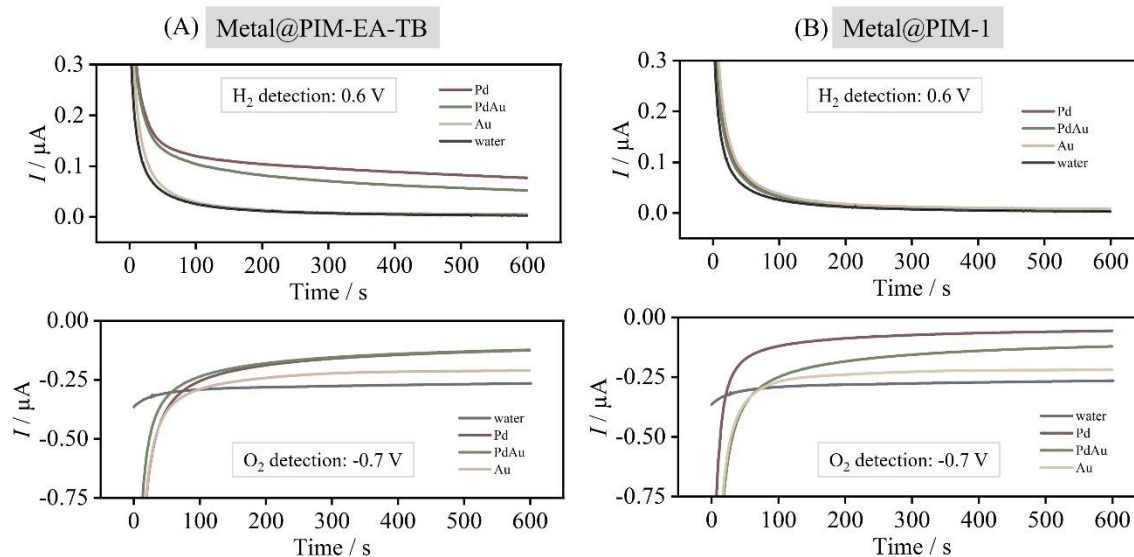 (A) Metal@PIM-EA-TB
0.3
0.2
0.1
0.0
I / μA
H₂ detection: 0.6 V
Pd
PdAu
Au
water
0 100 200 300 400 500 600
Time / s
0.00
-0.25
-0.50
-0.75
I / μA
water
Pd
PdAu
Au
O₂ detection: -0.7 V
0 100 200 300 400 500 600
Time / s
(B) Metal@PIM-1
0.3
0.2
0.1
0.0
I / μA
H₂ detection: 0.6 V
Pd
PdAu
Au
water
0 100 200 300 400 500 600
Time / s
0.00
-0.25
-0.50
-0.75
I / μA
water
Pd
PdAu
Au
O₂ detection: -0.7 V
0 100 200 300 400 500 600
Time / s